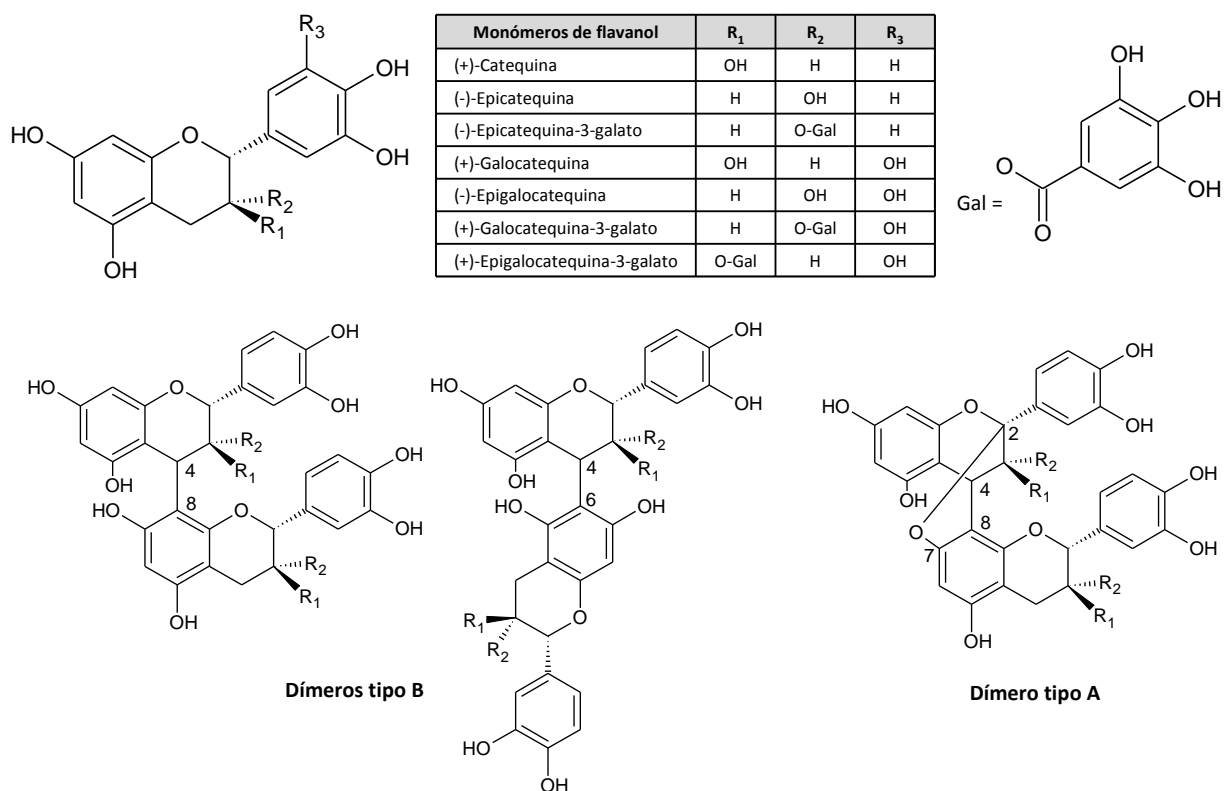 R3
OH
OH
HO
O
R2
R1
OH
Monómeros de flavanol R1 R2 R3
(+)-Catequina OH H H
(-)-Epicatequina H OH H
(-)-Epicatequina-3-galato H O-Gal H
(+)-Galocatequina OH H OH
(-)-Epigalocatequina H OH OH
(+)-Galocatequina-3-galato H O-Gal OH
(+)-Epigalocatequina-3-galato O-Gal H OH
OH
OH
O
OH
Gal =
O
OH
OH
HO
O
R2
4
R1
OH
OH
8
HO
O
OH
R2
R1
OH
OH
HO
O
OH
R2
4
R1
OH
6
HO
OH
R1
O
R2
HO
OH
Dímeros tipo B
OH
O
HO
2
OH
R2
4
R1
OH
OH
O
8
O
7
OH
R2
R1
OH
Dímero tipo A